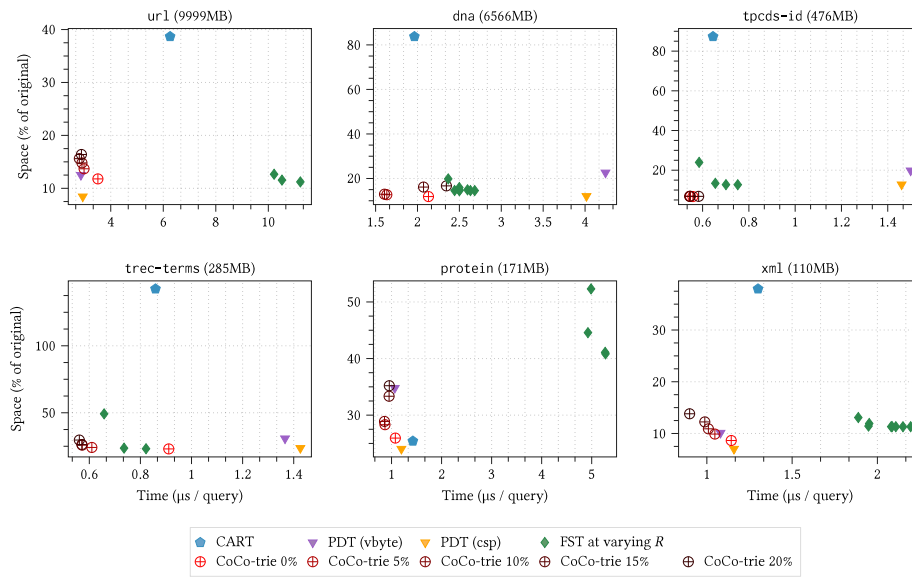 url (9999MB)
dna (6566MB)
tpcds-id (476MB)
Space (% of original)
40
30
20
10
4
6
8
10
80
60
40
20
1.5
2
2.5
3
3.5
4
4.5
80
60
40
20
0.6
0.8
1
1.2
1.4
trec-terms (285MB)
protein (171MB)
xml (110MB)
Space (% of original)
100
50
0.6
0.8
1
1.2
1.4
Time (μs / query)
50
40
30
1
2
3
4
5
Time (μs / query)
30
20
10
1
1.5
2
Time (μs / query)
CART
PDT (vbyte)
PDT (csp)
FST at varying R
CoCo-trie 0%
CoCo-trie 5%
CoCo-trie 10%
CoCo-trie 15%
CoCo-trie 20%